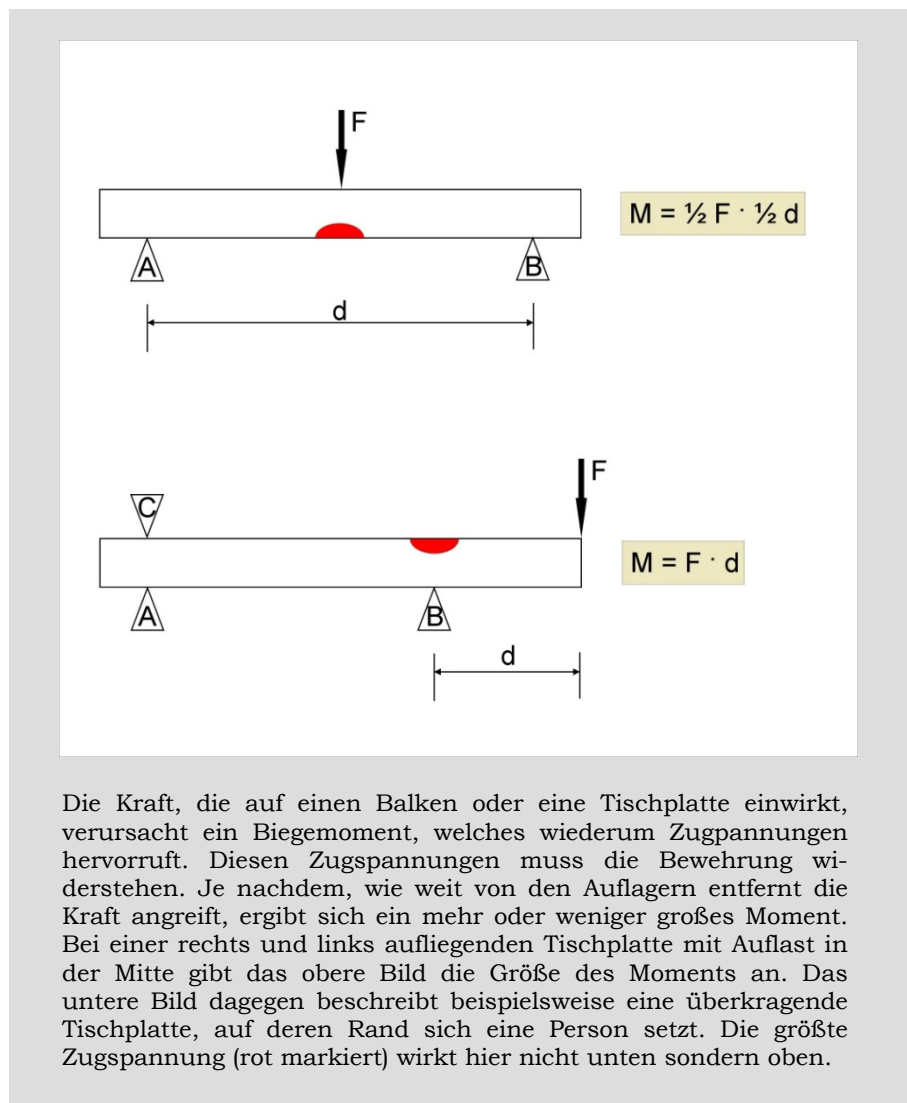 F
M = ½ F · ½ d
A
B
d
F
C
M = F · d
A
B
d
Die Kraft, die auf einen Balken oder eine Tischplatte einwirkt,
verursacht ein Biegemoment, welches wiederum Zugpannungen
hervorruft. Diesen Zugspannungen muss die Bewehrung wi-
derstehen. Je nachdem, wie weit von den Auflagern entfernt die
Kraft angreift, ergibt sich ein mehr oder weniger großes Moment.
Bei einer rechts und links aufliegenden Tischplatte mit Auflast in
der Mitte gibt das obere Bild die Größe des Moments an. Das
untere Bild dagegen beschreibt beispielsweise eine überkragende
Tischplatte, auf deren Rand sich eine Person setzt. Die größte
Zugspannung (rot markiert) wirkt hier nicht unten sondern oben.